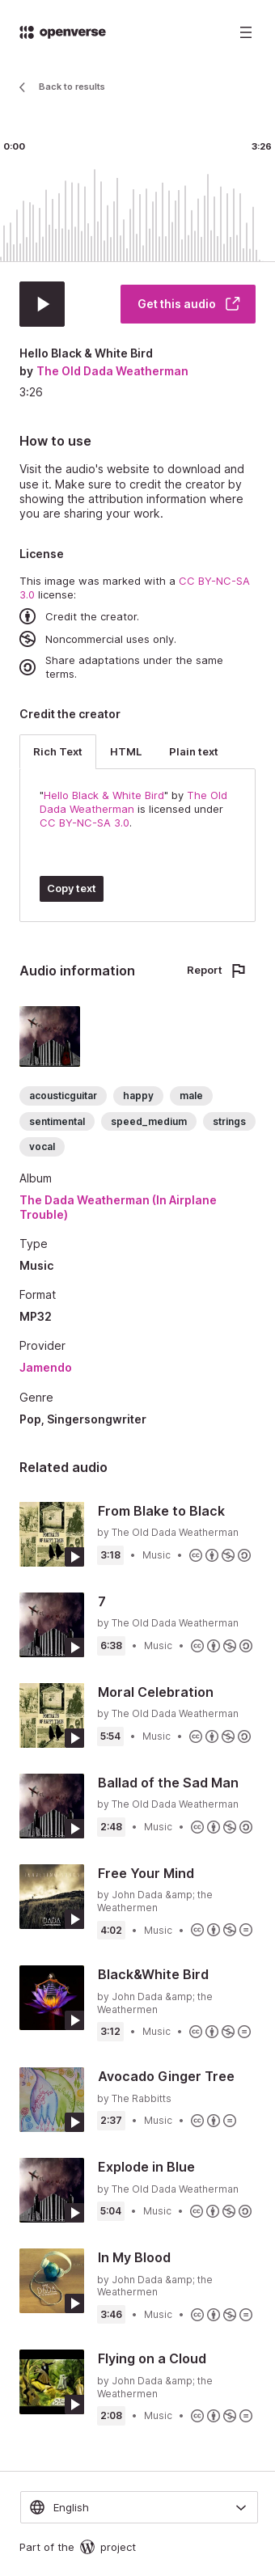 openverse
Back to results
0:00
3:26
Get this audio
Hello Black & White Bird
by The Old Dada Weatherman
3:26
How to use
Visit the audio's website to download and
use it. Make sure to credit the creator by
showing the attribution information where
you are sharing your work.
License
This image was marked with a CC BY-NC-SA
3.0 license:
Credit the creator.
Noncommercial uses only.
Share adaptations under the same
terms.
Credit the creator
Rich Text
HTML
Plain text
"Hello Black & White Bird" by The Old
Dada Weatherman is licensed under
CC BY-NC-SA 3.0.
Copy text
Audio information
Report
acousticguitar
happy
male
sentimental
speed_medium
strings
vocal
Album
The Dada Weatherman (In Airplane
Trouble)
Type
Music
Format
MP32
Provider
Jamendo
Genre
Pop, Singersongwriter
Related audio
From Blake to Black
by The Old Dada Weatherman
3:18 • Music •
7
by The Old Dada Weatherman
6:38 • Music •
Moral Celebration
by The Old Dada Weatherman
5:54 • Music •
Ballad of the Sad Man
by The Old Dada Weatherman
2:48 • Music •
Free Your Mind
by John Dada &amp; the
Weathermen
4:02 • Music •
Black&White Bird
by John Dada &amp; the
Weathermen
3:12 • Music •
Avocado Ginger Tree
by The Rabbitts
2:37 • Music •
Explode in Blue
by The Old Dada Weatherman
5:04 • Music •
In My Blood
by John Dada &amp; the
Weathermen
3:46 • Music •
Flying on a Cloud
by John Dada &amp; the
Weathermen
2:08 • Music •
English
Part of the project